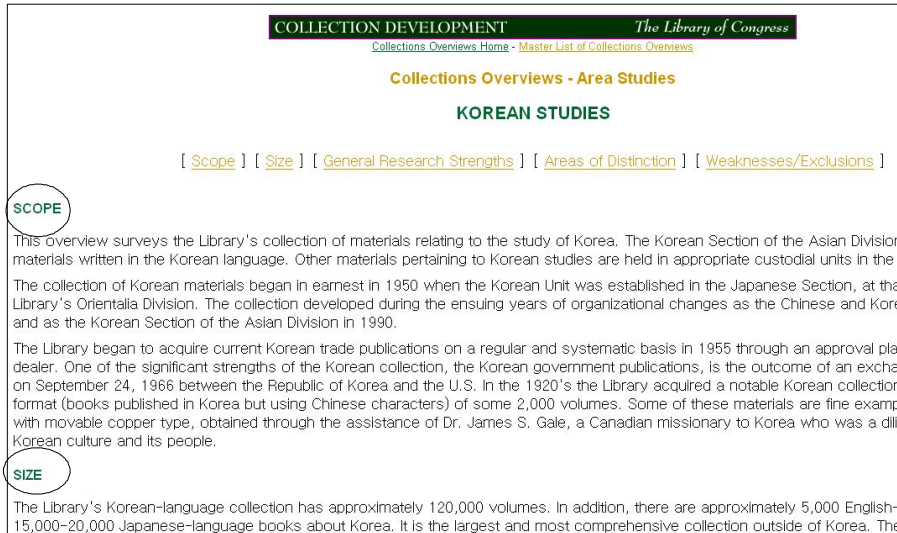 COLLECTION DEVELOPMENT The Library of Congress
Collections Overviews Home - Master List of Collections Overviews
Collections Overviews - Area Studies
KOREAN STUDIES
[ Scope ] [ Size ] [ General Research Strengths ] [ Areas of Distinction ] [ Weaknesses/Exclusions ]
SCOPE
This overview surveys the Library's collection of materials relating to the study of Korea. The Korean Section of the Asian Division
materials written in the Korean language. Other materials pertaining to Korean studies are held in appropriate custodial units in the
The collection of Korean materials began in earnest in 1950 when the Korean Unit was established in the Japanese Section, at
Library's Orientalia Division. The collection developed during the ensuing years of organizational changes as the Chinese and
and as the Korean Section of the Asian Division in 1990.
The Library began to acquire current Korean trade publications on a regular and systematic basis in 1955 through an approval
dealer. One of the significant strengths of the Korean collection, the Korean government publications, is the outcome of an
on September 24, 1966 between the Republic of Korea and the U.S. In the 1920's the Library acquired a notable Korean collection
format (books published in Korea but using Chinese characters) of some 2,000 volumes. Some of these materials are fine
with movable copper type, obtained through the assistance of Dr. James S. Gale, a Canadian missionary to Korea who was a
Korean culture and its people.
SIZE
The Library's Korean-language collection has approximately 120,000 volumes. In addition, there are approximately 5,000 English-
15,000-20,000 Japanese-language books about Korea. It is the largest and most comprehensive collection outside of Korea. The